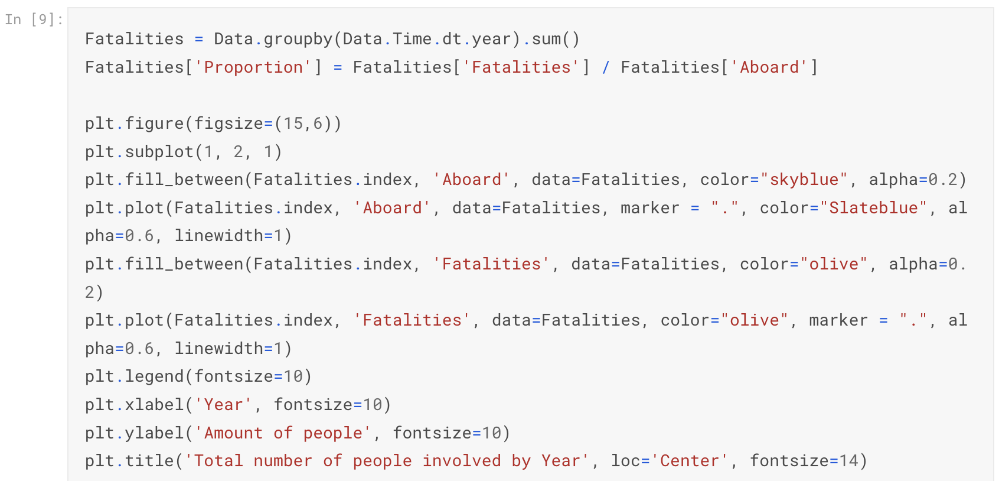 In [9]:
Fatalities = Data.groupby(Data.Time.dt.year).sum()
Fatalities['Proportion'] = Fatalities['Fatalities'] / Fatalities['Aboard']
plt.figure(figsize=(15,6))
plt.subplot(1, 2, 1)
plt.fill_between(Fatalities.index, 'Aboard', data=Fatalities, color="skyblue", alpha=0.2)
plt.plot(Fatalities.index, 'Aboard', data=Fatalities, marker = ".", color="Slateblue", al
pha=0.6, linewidth=1)
plt.fill_between(Fatalities.index, 'Fatalities', data=Fatalities, color="olive", alpha=0.
2)
plt.plot(Fatalities.index, 'Fatalities', data=Fatalities, color="olive", marker = ".", al
pha=0.6, linewidth=1)
plt.legend(fontsize=10)
plt.xlabel('Year', fontsize=10)
plt.ylabel('Amount of people', fontsize=10)
plt.title('Total number of people involved by Year', loc='Center', fontsize=14)